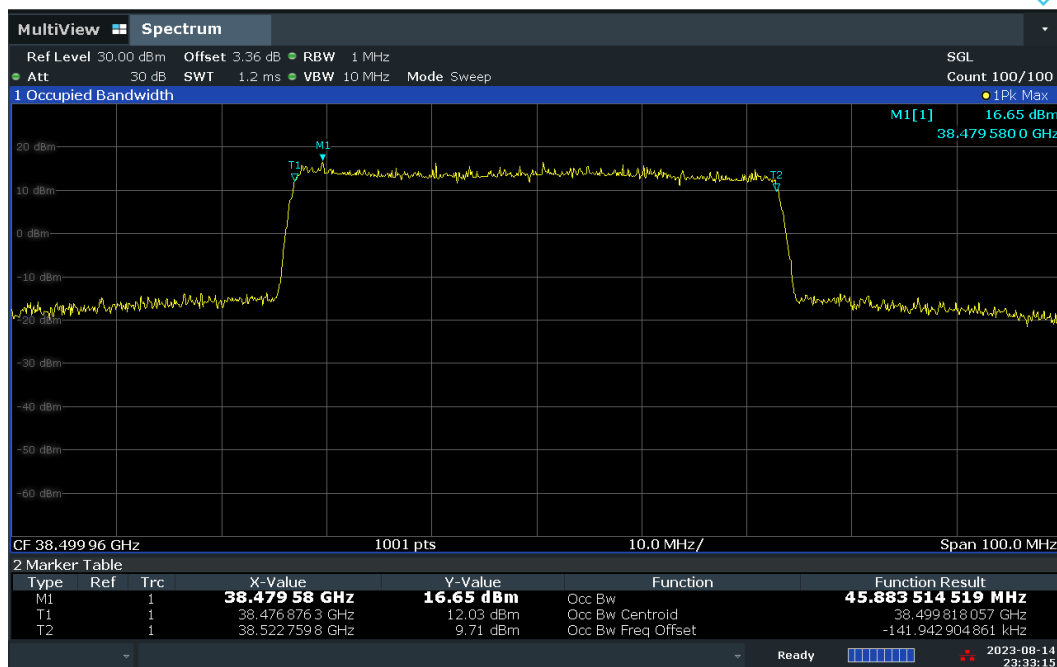 MultiView Spectrum
Ref Level 30.00 dBm Offset 3.36 dB RBW 1 MHz SGL
Att 30 dB SWT 1.2 ms VBW 10 MHz Mode Sweep Count 100/100
1 Occupied Bandwidth 1Pk Max
M1[1] 16.65 dBm
38.479 580 0 GHz
20 dBm
M1
T1
T2
10 dBm
0 dBm
-10 dBm
-20 dBm
-30 dBm
-40 dBm
-50 dBm
-60 dBm
CF 38.499 96 GHz 1001 pts 10.0 MHz/ Span 100.0 MHz
2 Marker Table
Type Ref Trc X-Value Y-Value Function Function Result
M1 1 38.479 58 GHz 16.65 dBm Occ Bw 45.883 514 519 MHz
T1 1 38.476 876 3 GHz 12.03 dBm Occ Bw Centroid 38.499 818 057 GHz
T2 1 38.522 759 8 GHz 9.71 dBm Occ Bw Freq Offset -141.942 904 861 kHz
Ready 2023-08-14
23:33:15